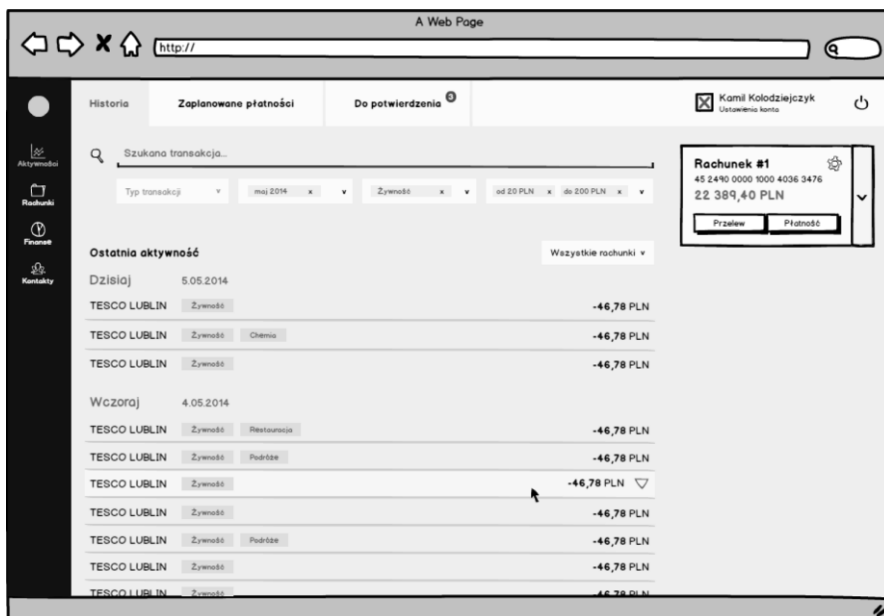 A Web Page
http://
Historia
Zaplanowane płatności
Do potwierdzenia 3
Kamil Kolodziejczyk
Ustawienia konta
Aktywności
Rachunki
Finanse
Kontakty
Szukana transakcja...
Typ transakcji v
maj 2014 x v
Żywność x v
od 20 PLN x do 200 PLN x v
Rachunek #1
45 2490 0000 1000 4036 3476
22 389,40 PLN
Przelew Płatność
Ostatnia aktywność
Wszystkie rachunki v
Dzisiaj 5.05.2014
TESCO LUBLIN Żywność -46,78 PLN
TESCO LUBLIN Żywność Chemia -46,78 PLN
TESCO LUBLIN Żywność -46,78 PLN
Wczoraj 4.05.2014
TESCO LUBLIN Żywność Restauracja -46,78 PLN
TESCO LUBLIN Żywność Podróże -46,78 PLN
TESCO LUBLIN Żywność -46,78 PLN
TESCO LUBLIN Żywność -46,78 PLN
TESCO LUBLIN Żywność Podróże -46,78 PLN
TESCO LUBLIN Żywność -46,78 PLN
TESCO LUBLIN Żywność -46,78 PLN